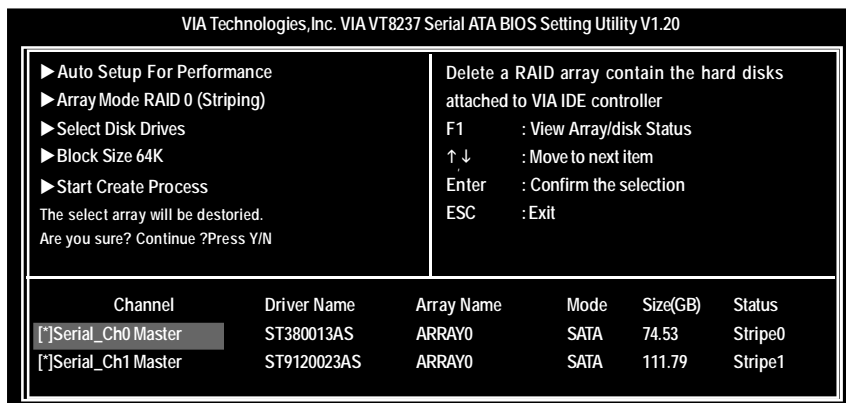 VIA Technologies,Inc. VIA VT8237 Serial ATA BIOS Setting Utility V1.20
▶Auto Setup For Performance
▶Array Mode RAID 0 (Striping)
▶Select Disk Drives
▶Block Size 64K
▶Start Create Process
The select array will be destoried.
Are you sure? Continue ?Press Y/N
Delete a RAID array contain the hard disks
attached to VIA IDE controller
F1 : View Array/disk Status
↑↓ : Move to next item
Enter : Confirm the selection
ESC : Exit
Channel Driver Name Array Name Mode Size(GB) Status
[*]Serial_Ch0 Master ST380013AS ARRAY0 SATA 74.53 Stripe0
[*]Serial_Ch1 Master ST9120023AS ARRAY0 SATA 111.79 Stripe1